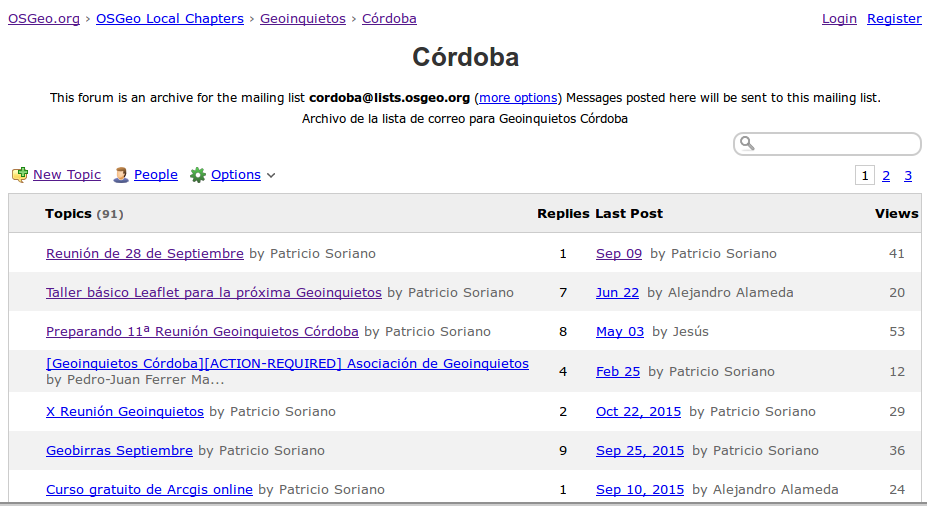 OSGeo.org › OSGeo Local Chapters › Geoinquietos › Córdoba Login Register
Córdoba
This forum is an archive for the mailing list cordoba@lists.osgeo.org (more options) Messages posted here will be sent to this mailing list.
Archivo de la lista de correo para Geoinquietos Córdoba
New Topic People Options 1 2 3
Topics (91) Replies Last Post Views
Reunión de 28 de Septiembre by Patricio Soriano 1 Sep 09 by Patricio Soriano 41
Taller básico Leaflet para la próxima Geoinquietos by Patricio Soriano 7 Jun 22 by Alejandro Alameda 20
Preparando 11ª Reunión Geoinquietos Córdoba by Patricio Soriano 8 May 03 by Jesús 53
[Geoinquietos Córdoba][ACTION-REQUIRED] Asociación de Geoinquietos
by Pedro-Juan Ferrer Ma... 4 Feb 25 by Patricio Soriano 12
X Reunión Geoinquietos by Patricio Soriano 2 Oct 22, 2015 by Patricio Soriano 29
Geobirras Septiembre by Patricio Soriano 9 Sep 25, 2015 by Patricio Soriano 36
Curso gratuito de Arcgis online by Patricio Soriano 1 Sep 10, 2015 by Alejandro Alameda 24